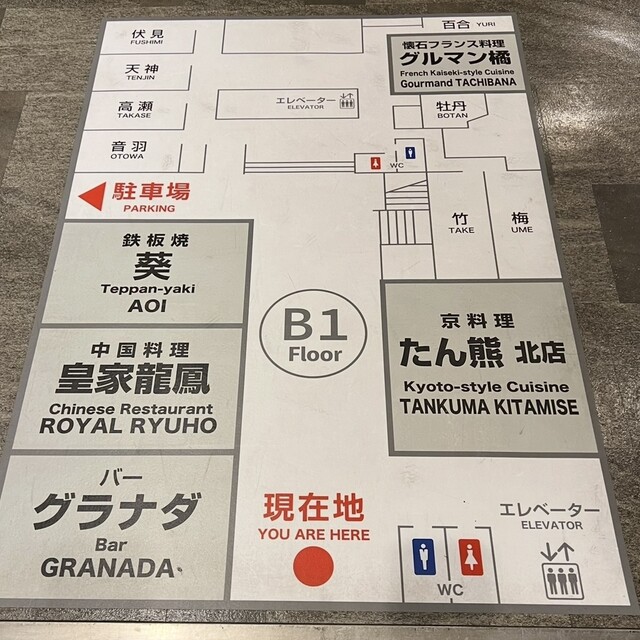 伏見
FUSHIMI
百合 YURI
懐石フランス料理
グルマン橘
French Kaiseki-style Cuisine
Gourmand TACHIBANA
天神
TENJIN
高瀬
TAKASE
エレベーター
ELEVATOR
牡丹
BOTAN
音羽
OTOWA
WC
駐車場
PARKING
竹
TAKE
梅
UME
鉄板焼
葵
Teppan-yaki
AOI
B1
Floor
京料理
たん熊 北店
Kyoto-style Cuisine
TANKUMA KITAMISE
中国料理
皇家龍鳳
Chinese Restaurant
ROYAL RYUHO
バー
グラナダ
Bar
GRANADA
現在地
YOU ARE HERE
エレベーター
ELEVATOR
WC